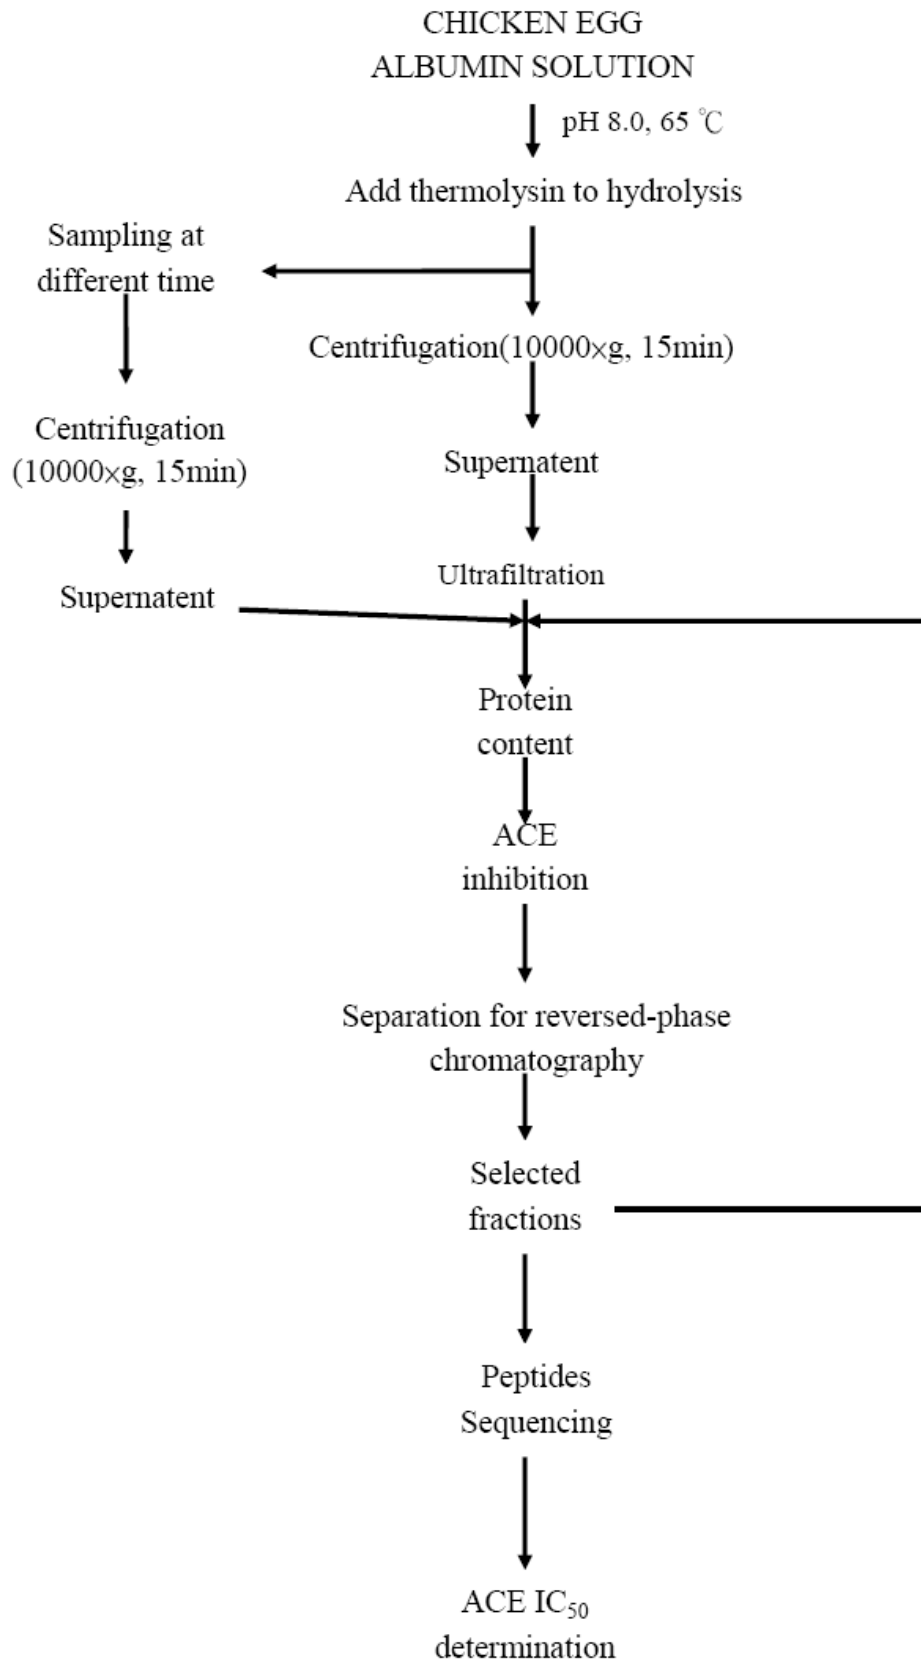 CHICKEN EGG
ALBUMIN SOLUTION
pH 8.0, 65 ℃
Add thermolysin to hydrolysis
Sampling at
different time
Centrifugation(10000×g, 15min)
Centrifugation
(10000×g, 15min)
Supernatent
Ultrafiltration
Supernatent
Protein
content
ACE
inhibition
Separation for reversed-phase
chromatography
Selected
fractions
Peptides
Sequencing
ACE IC50
determination